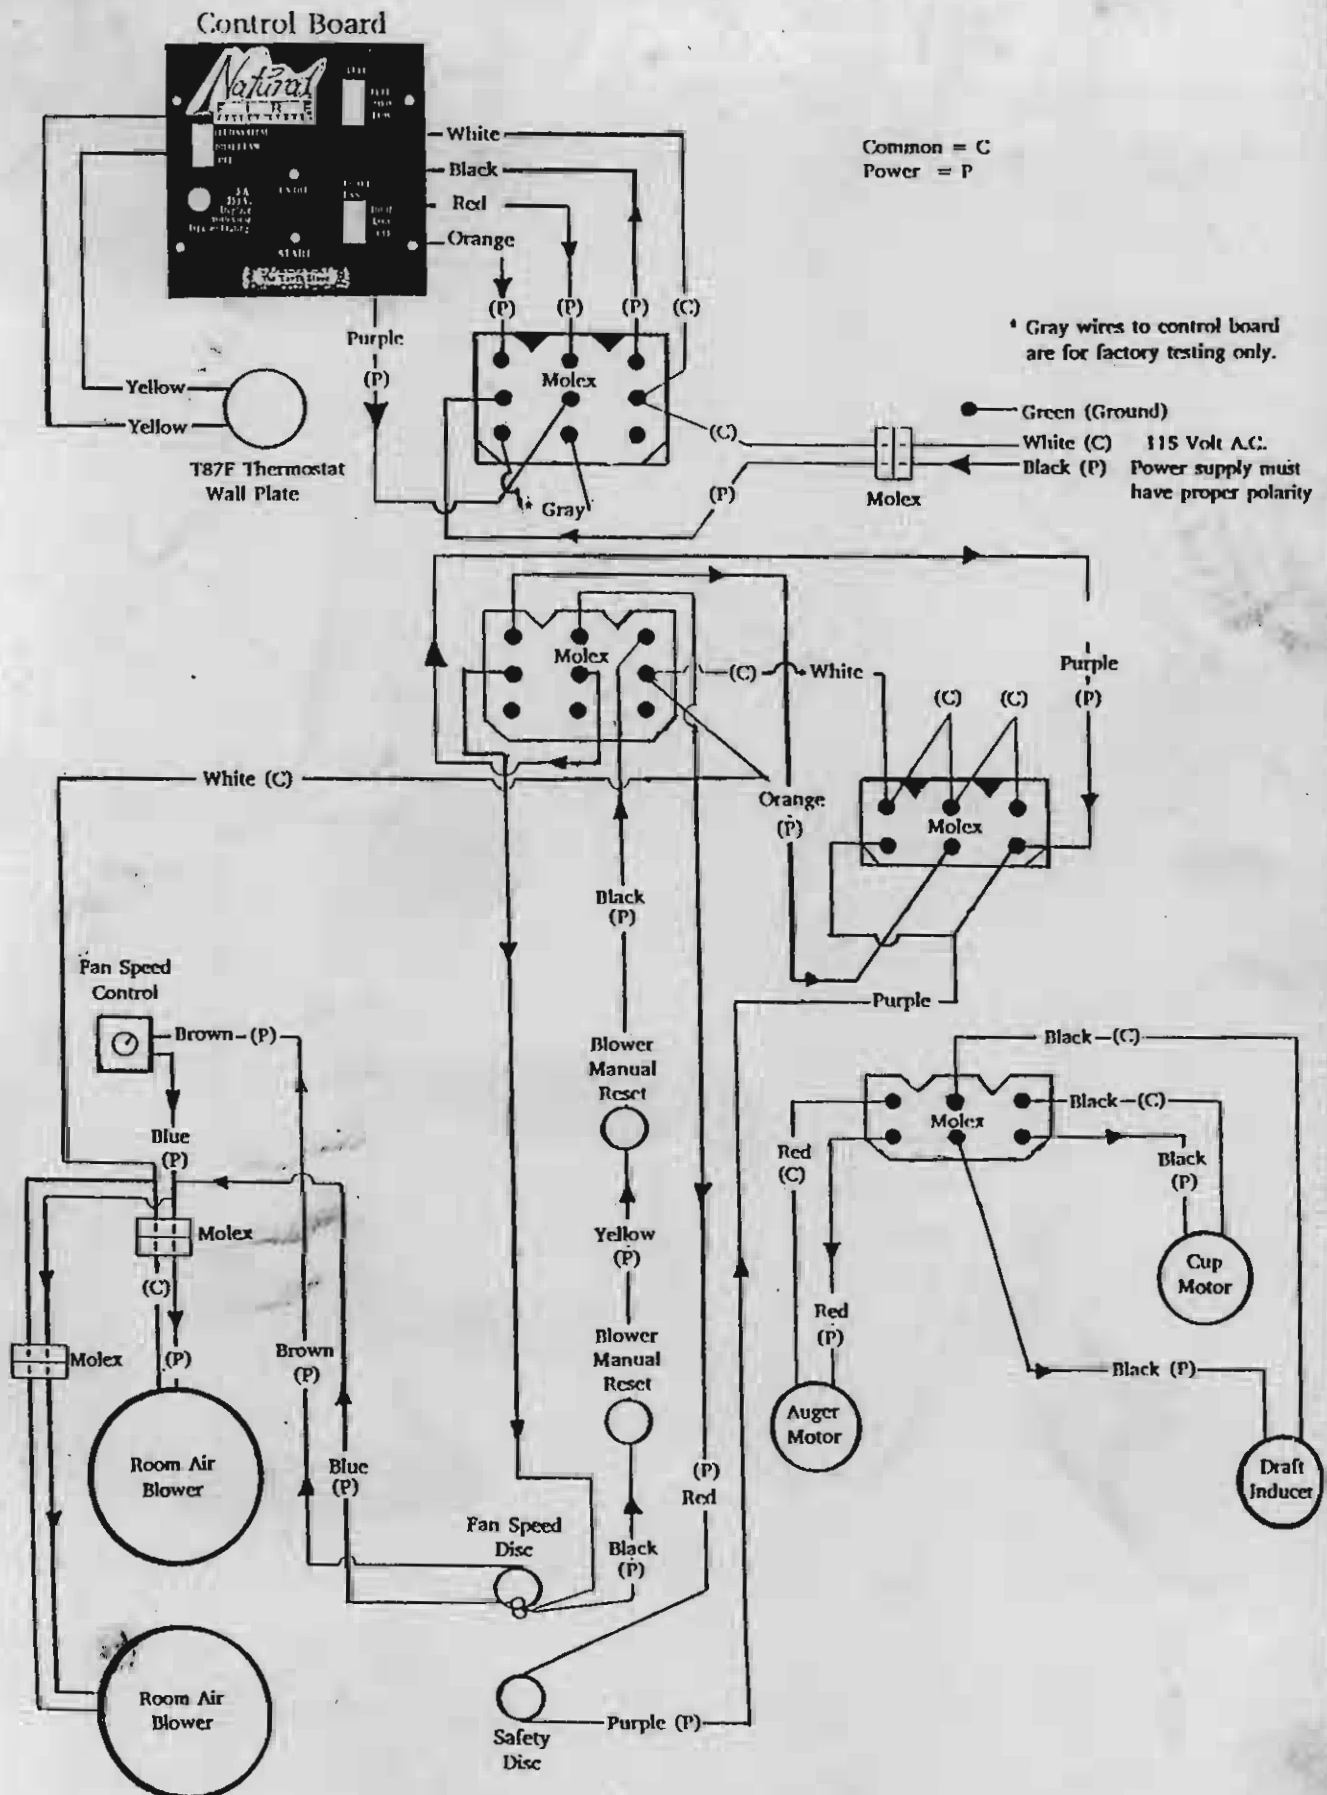 Control Board
Natural
FIRE
START
White
Black
Red
Orange
Common = C
Power = P
(P)
(P)
(P)
(C)
Purple
(P)
Molex
* Gray wires to control board
are for factory testing only.
Yellow
Yellow
T87F Thermostat
Wall Plate
(C)
Green (Ground)
White (C) 115 Volt A.C.
Black (P) Power supply must
have proper polarity
Molex
(P)
* Gray
Molex
(C)
White
(C)
(C)
Purple
(P)
White (C)
Orange
(P)
Molex
Black
(P)
Fan Speed
Control
Brown-(P)
Purple
Blower
Manual
Reset
Black-(C)
Black-(C)
Molex
Blue
(P)
Red
(C)
Black
(P)
Molex
Yellow
(P)
(C)
Cup
Motor
Red
(P)
Molex
(P)
Brown
(P)
Blower
Manual
Reset
Black (P)
Auger
Motor
Room Air
Blower
Blue
(P)
(P)
Red
Draft
Inducer
Fan Speed
Disc
Black
(P)
Room Air
Blower
Purple (P)
Safety
Disc